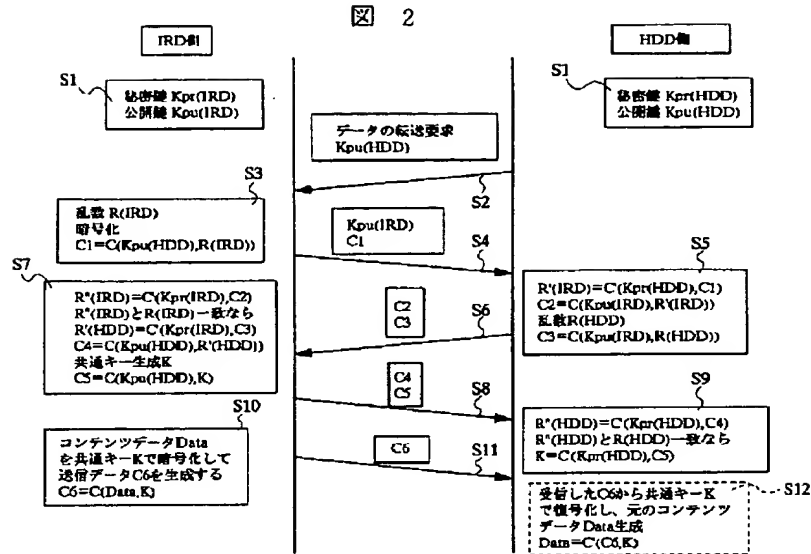 図 2
IRD側
HDD側
S1
秘密鍵 Kpr(IRD)
公開鍵 Kpu(IRD)
S1
秘密鍵 Kpr(HDD)
公開鍵 Kpu(HDD)
データの転送要求
Kpu(HDD)
S2
S3
乱数 R(IRD)
暗号化
C1=C(Kpu(HDD),R(IRD))
Kpu(IRD)
C1
S4
S5
R'(IRD)=C'(Kpr(HDD),C1)
C2=C(Kpu(IRD),R'(IRD))
乱数R(HDD)
C3=C(Kpu(IRD),R(HDD))
C2
C3
S6
S7
R"(IRD)=C'(Kpr(IRD),C2)
R"(IRD)とR(IRD)一致なら
R'(HDD)=C'(Kpr(IRD),C3)
C4=C(Kpu(HDD),R'(HDD))
共通キー生成K
C5=C(Kpu(HDD),K)
C4
C5
S8
S9
R"(HDD)=C'(Kpr(HDD),C4)
R"(HDD)とR(HDD)一致なら
K=C'(Kpr(HDD),C5)
S10
コンテンツデータData
を共通キーKで暗号化して
送信データC6を生成する
C6=C(Data,K)
C6
S11
S12
受信したC6から共通キーK
で復号化し、元のコンテンツ
データData生成
Data=C'(C6,K)